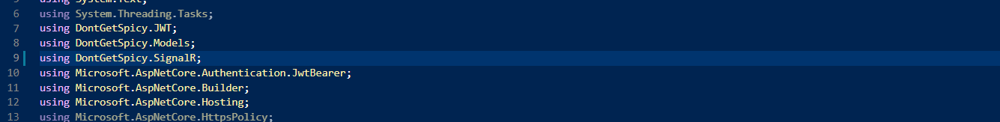 using System.Text;
6 using System.Threading.Tasks;
7 using DontGetSpicy.JWT;
8 using DontGetSpicy.Models;
9 using DontGetSpicy.SignalR;
10 using Microsoft.AspNetCore.Authentication.JwtBearer;
11 using Microsoft.AspNetCore.Builder;
12 using Microsoft.AspNetCore.Hosting;
13 using Microsoft.AspNetCore.HttpsPolicy;